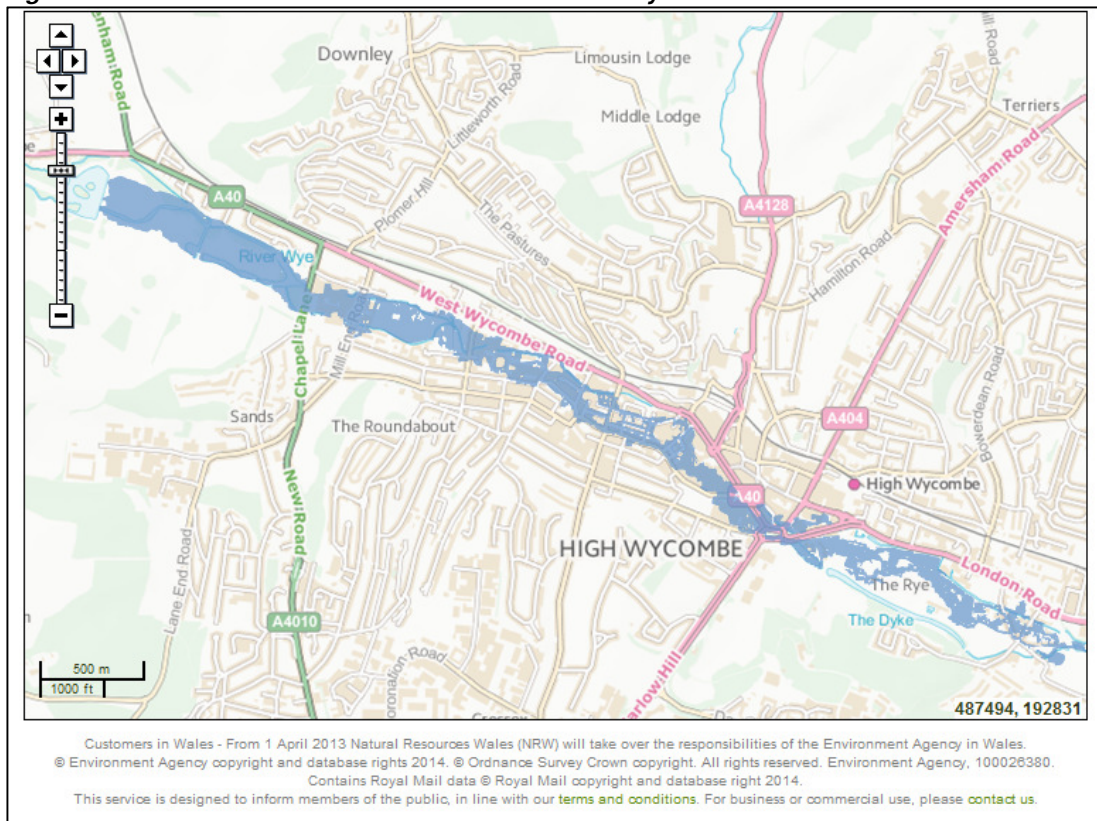 Downley
Limousin Lodge
Middle Lodge
Terriers
Littleworth Road
Amersham Road
A40
Plomer Hill
A4128
The Pastures
Hamilton Road
River Wye
West Wycombe Road
Chapel Lane
Mill End Road
Bowerdean Road
Sands
The Roundabout
A404
High Wycombe
A40
New Road
HIGH WYCOMBE
London Road
The Rye
Lane End Road
The Dyke
A4010
500 m
1000 ft
487494, 192831
Customers in Wales - From 1 April 2013 Natural Resources Wales (NRW) will take over the responsibilities of the Environment Agency in Wales.
© Environment Agency copyright and database rights 2014. © Ordnance Survey Crown copyright. All rights reserved. Environment Agency, 100026380.
Contains Royal Mail data © Royal Mail copyright and database right 2014.
This service is designed to inform members of the public, in line with our terms and conditions. For business or commercial use, please contact us.